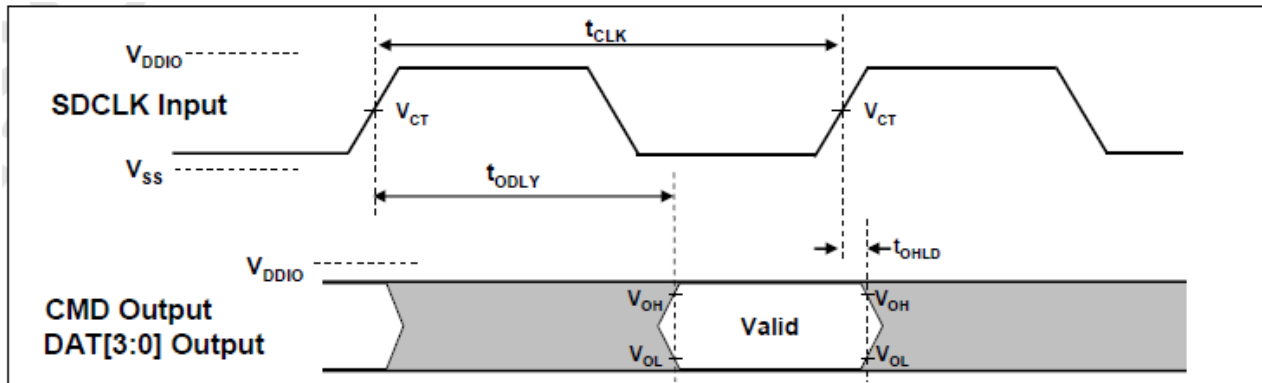 tCLK
VDDIO
SDCLK Input
VCT
VCT
VSS
tODLY
tOHLD
VDDIO
CMD Output
DAT[3:0] Output
VOH
Valid
VOH
VOL
VOL